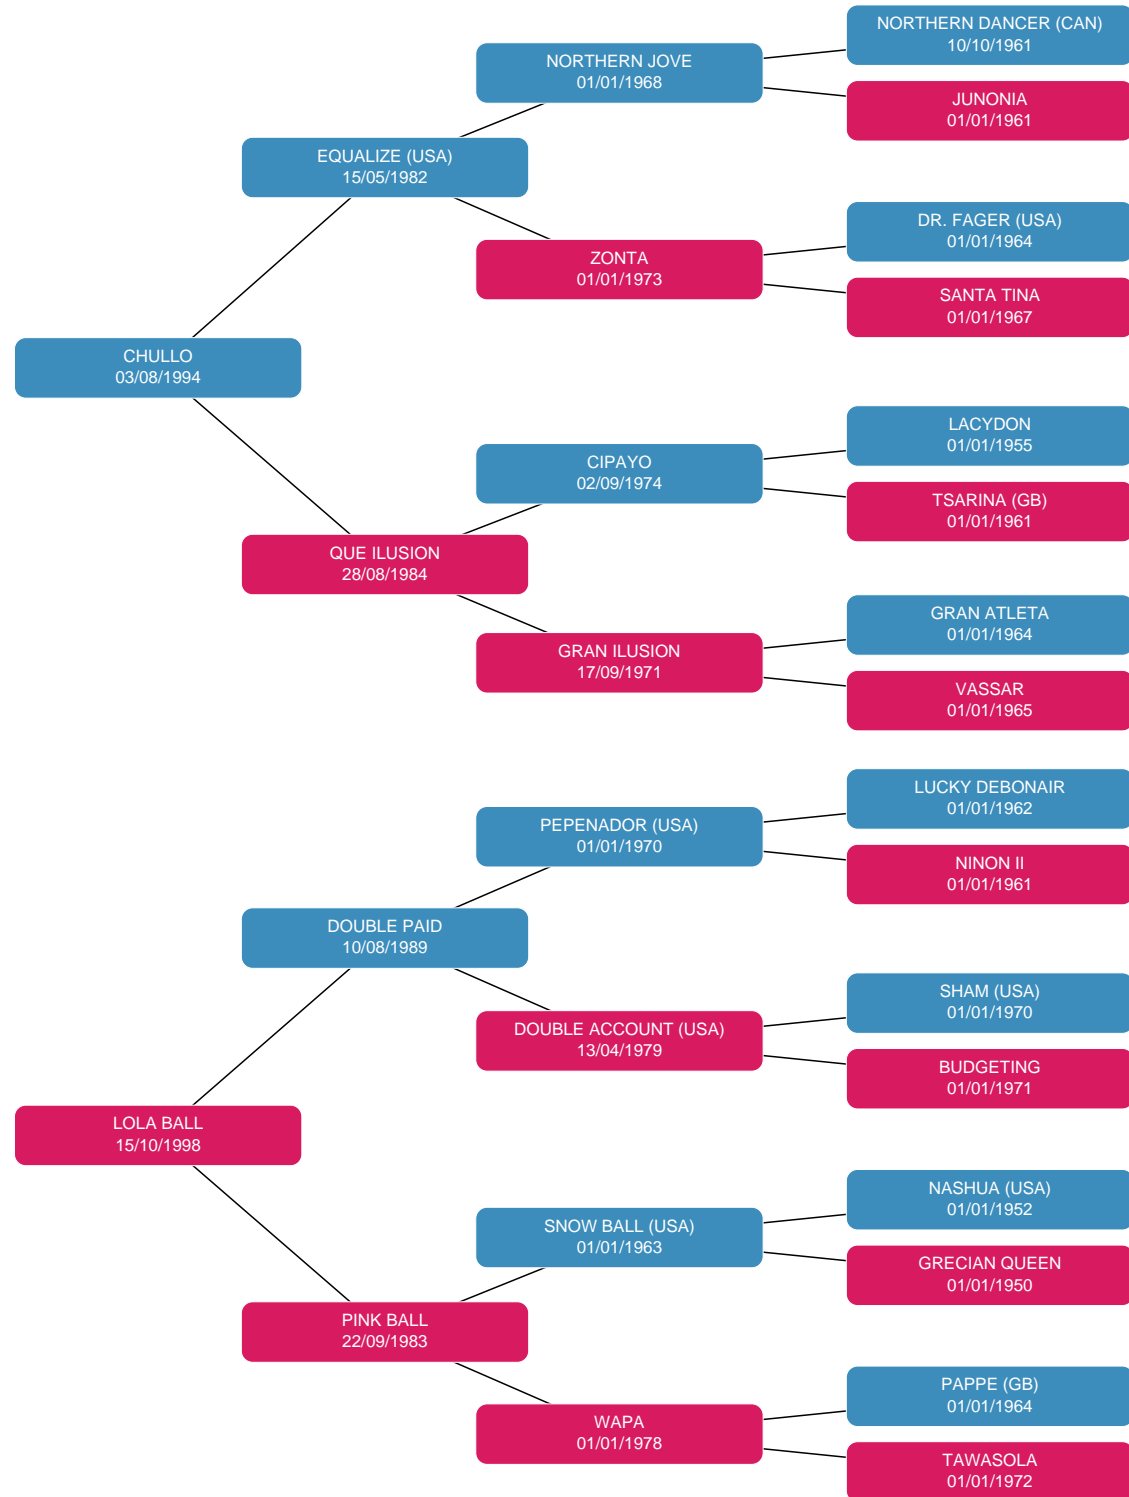 NORTHERN DANCER (CAN)
10/10/1961
NORTHERN JOVE
01/01/1968
JUNONIA
01/01/1961
EQUALIZE (USA)
15/05/1982
DR. FAGER (USA)
01/01/1964
ZONTA
01/01/1973
SANTA TINA
01/01/1967
CHULLO
03/08/1994
LACYDON
01/01/1955
CIPAYO
02/09/1974
TSARINA (GB)
01/01/1961
QUE ILUSION
28/08/1984
GRAN ATLETA
01/01/1964
GRAN ILUSION
17/09/1971
VASSAR
01/01/1965
LUCKY DEBONAIR
01/01/1962
PEPENADOR (USA)
01/01/1970
NINON II
01/01/1961
DOUBLE PAID
10/08/1989
SHAM (USA)
01/01/1970
DOUBLE ACCOUNT (USA)
13/04/1979
BUDGETING
01/01/1971
LOLA BALL
15/10/1998
NASHUA (USA)
01/01/1952
SNOW BALL (USA)
01/01/1963
GRECIAN QUEEN
01/01/1950
PINK BALL
22/09/1983
PAPPE (GB)
01/01/1964
WAPA
01/01/1978
TAWASOLA
01/01/1972